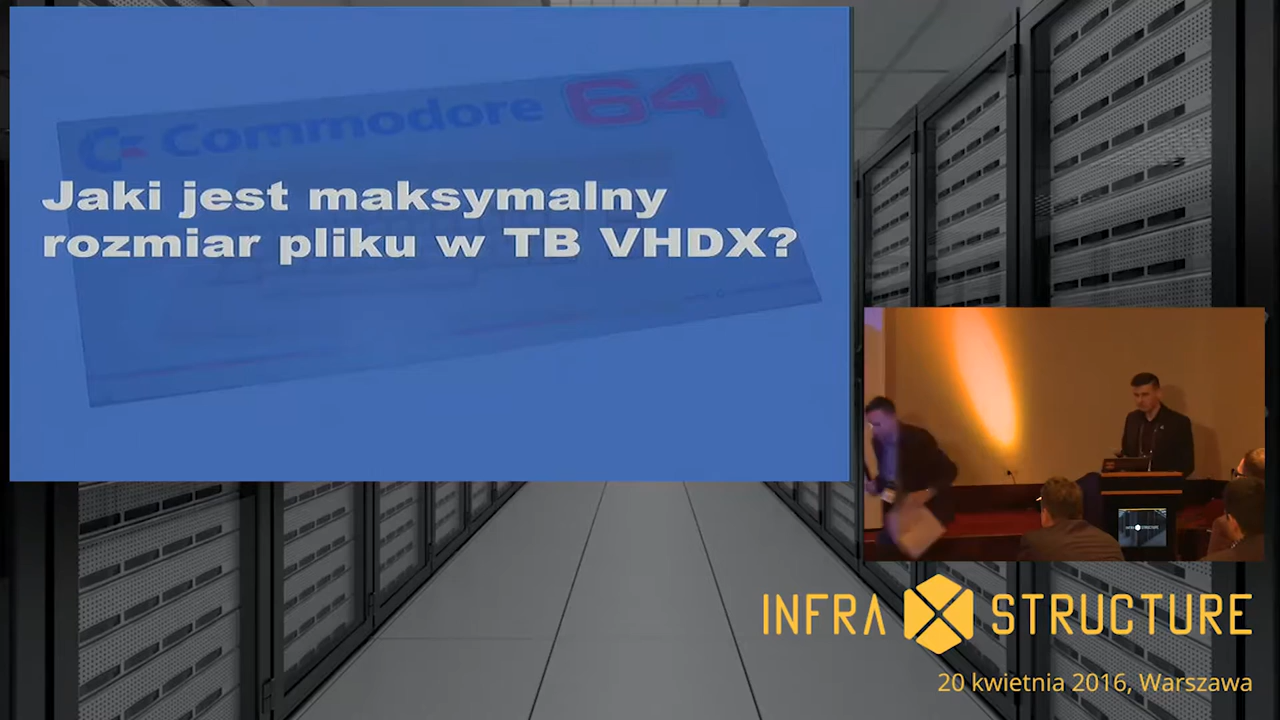 Commodore 64
Jaki jest maksymalny
rozmiar pliku w TB VHDX?
INFRA STRUCTURE
20 kwietnia 2016, Warszawa